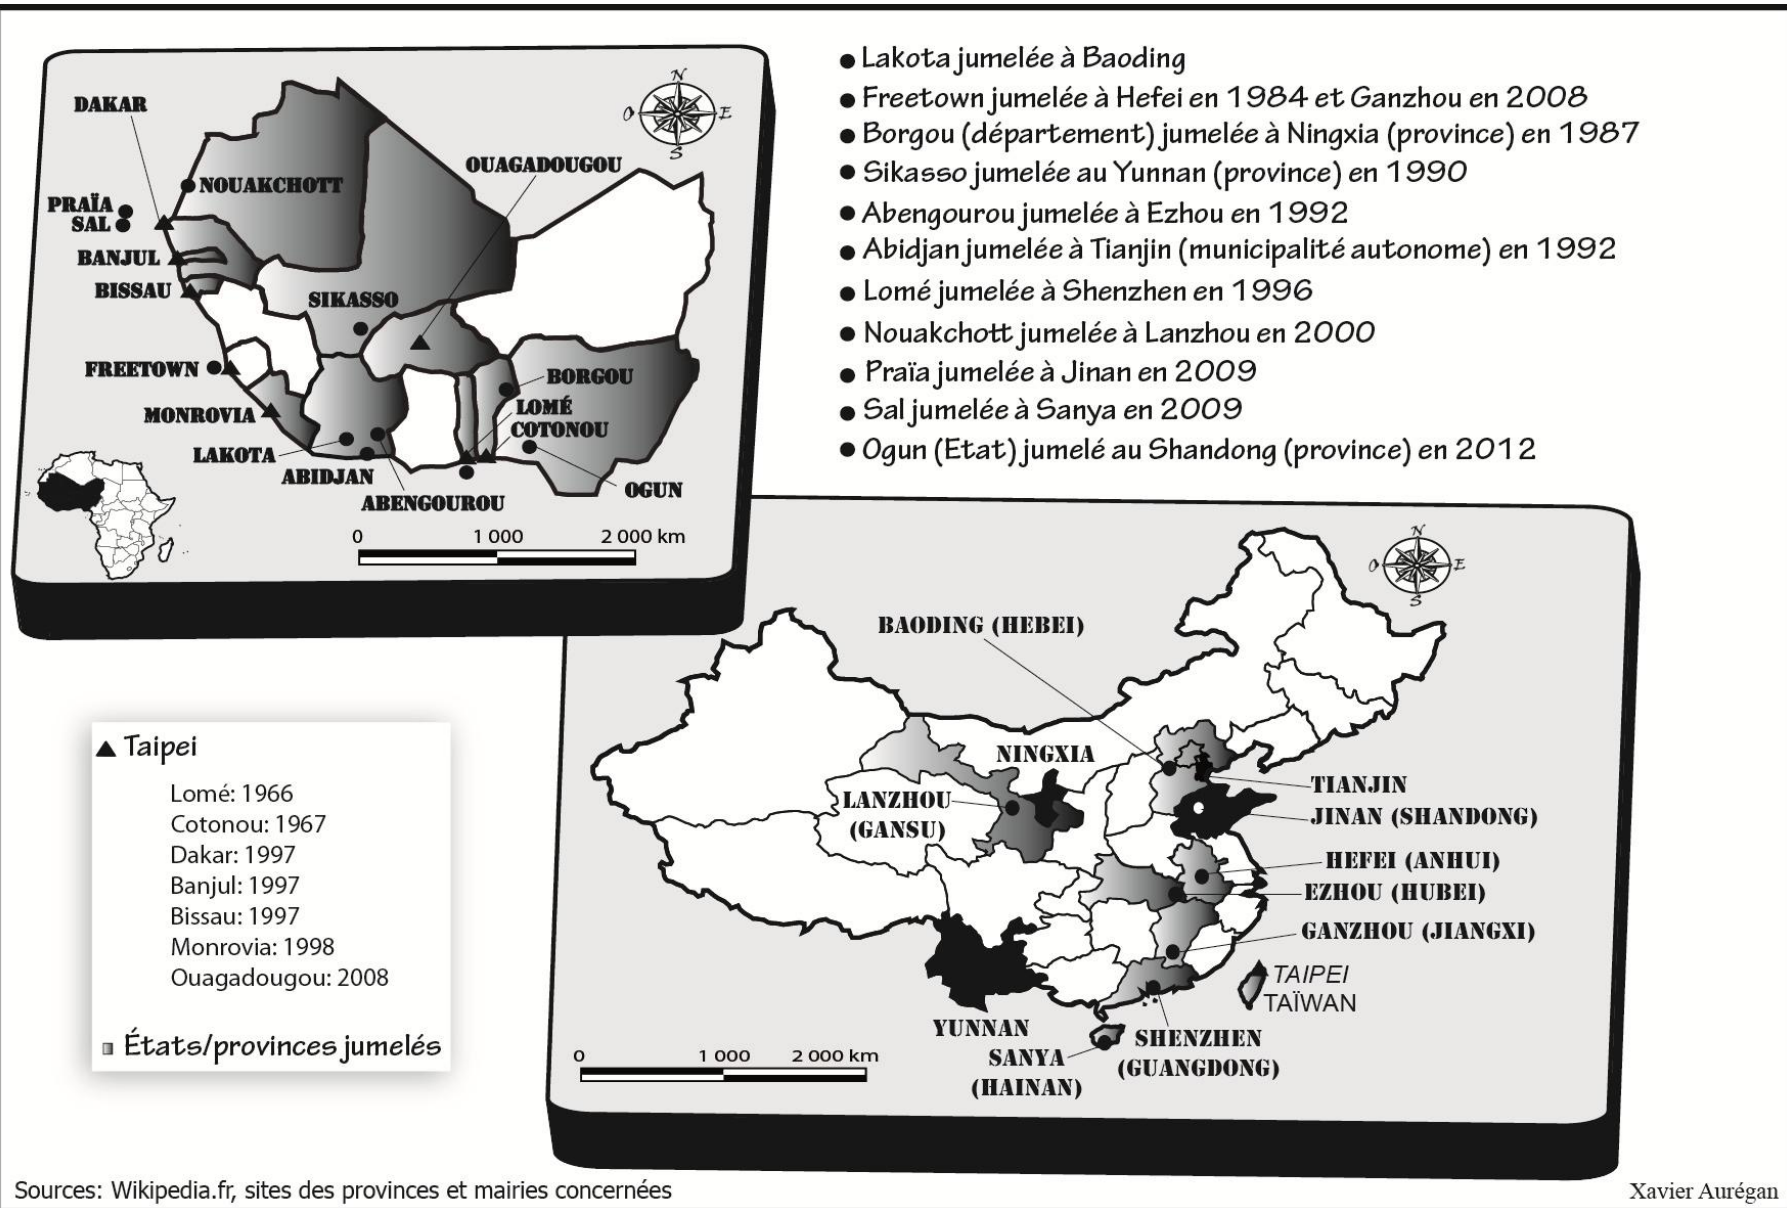 DAKAR
N
O
E
S
OUAGADOUGOU
NOUAKCHOTT
PRAÏA
SAL
BANJUL
BISSAU
SIKASSO
FREETOWN
BORGOU
MONROVIA
LOMÉ
COTONOU
LAKOTA
ABIDJAN
OGUN
ABENGOUROU
0 1 000 2 000 km
● Lakota jumelée à Baoding
● Freetown jumelée à Hefei en 1984 et Ganzhou en 2008
● Borgou (département) jumelée à Ningxia (province) en 1987
● Sikasso jumelée au Yunnan (province) en 1990
● Abengourou jumelée à Ezhou en 1992
● Abidjan jumelée à Tianjin (municipalité autonome) en 1992
● Lomé jumelée à Shenzhen en 1996
● Nouakchott jumelée à Lanzhou en 2000
● Praïa jumelée à Jinan en 2009
● Sal jumelée à Sanya en 2009
● Ogun (Etat) jumelé au Shandong (province) en 2012
N
O
E
S
BAODING (HEBEI)
NINGXIA
LANZHOU
(GANSU)
TIANJIN
JINAN (SHANDONG)
HEFEI (ANHUI)
EZHOU (HUBEI)
GANZHOU (JIANGXI)
TAIPEI
TAÏWAN
YUNNAN
SHENZHEN
(GUANGDONG)
SANYA
(HAINAN)
0 1 000 2 000 km
▲ Taipei
Lomé: 1966
Cotonou: 1967
Dakar: 1997
Banjul: 1997
Bissau: 1997
Monrovia: 1998
Ouagadougou: 2008
États/provinces jumelés
Sources: Wikipedia.fr, sites des provinces et mairies concernées
Xavier Aurégan